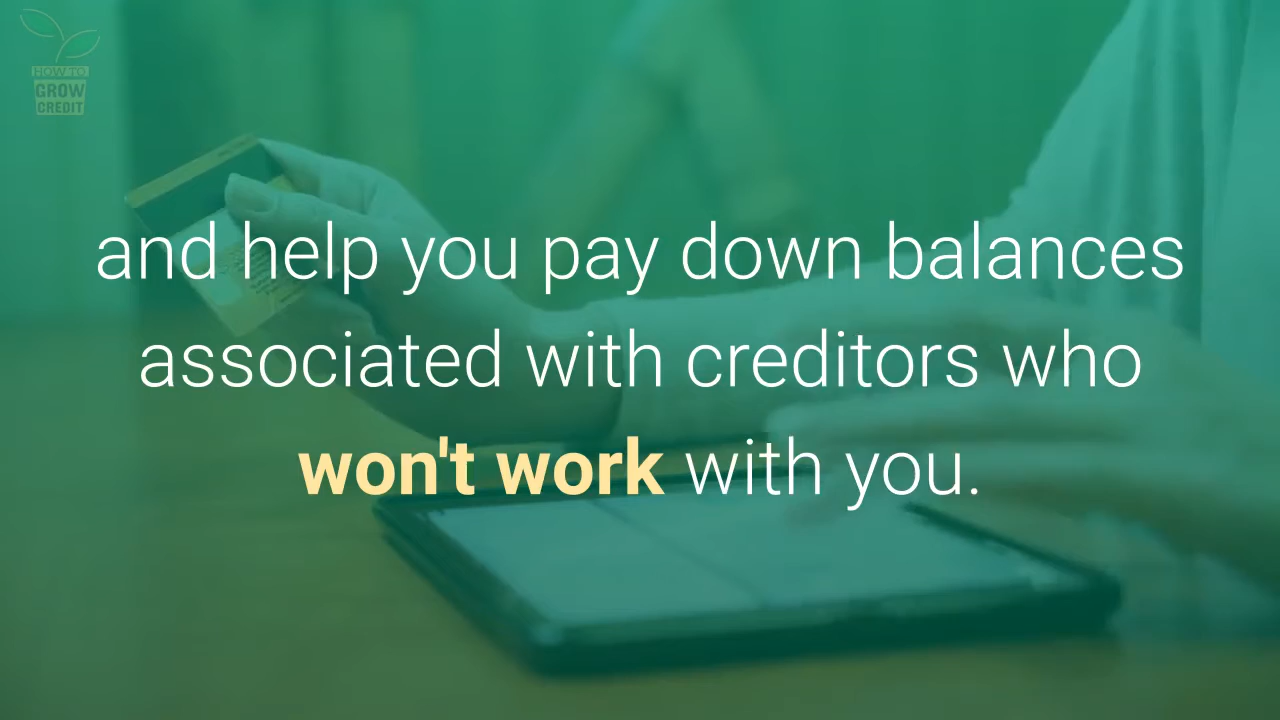 HOW TO
GROW
CREDIT
and help you pay down balances
associated with creditors who
won't work with you.